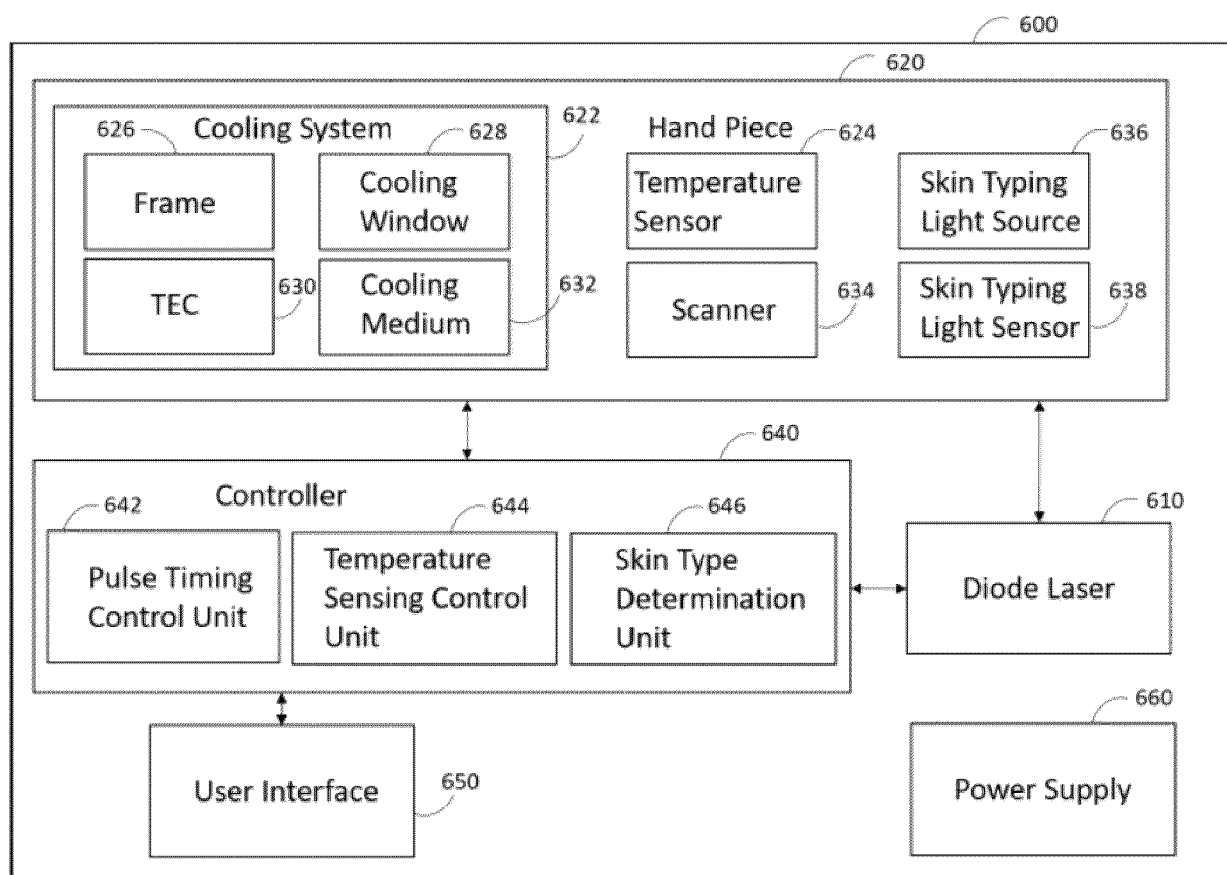 600
620
Cooling System
622
Hand Piece
626
628
624
636
Frame
Cooling
Window
Temperature
Sensor
Skin Typing
Light Source
TEC
630
Cooling
Medium
632
Scanner
634
Skin Typing
Light Sensor
638
640
Controller
642
644
646
610
Pulse Timing
Control Unit
Temperature
Sensing Control
Unit
Skin Type
Determination
Unit
Diode Laser
660
User Interface
650
Power Supply